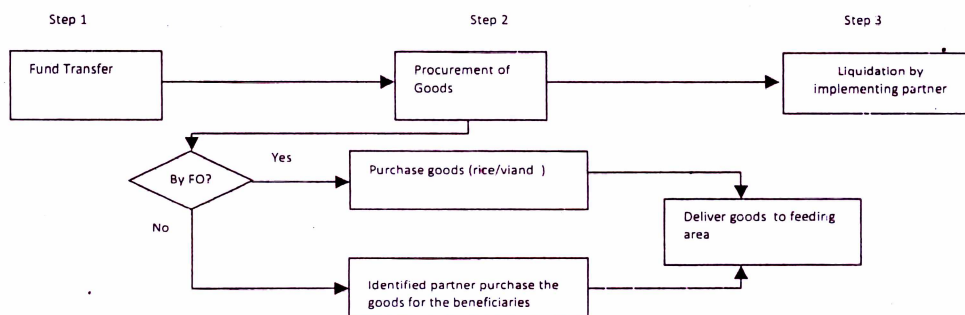 Step 1
Step 2
Step 3
Fund Transfer
Procurement of
Goods
Liquidation by
implementing partner
By FO?
Yes
Purchase goods (rice/viand )
Deliver goods to feeding
area
No
Identified partner purchase the
goods for the beneficiaries